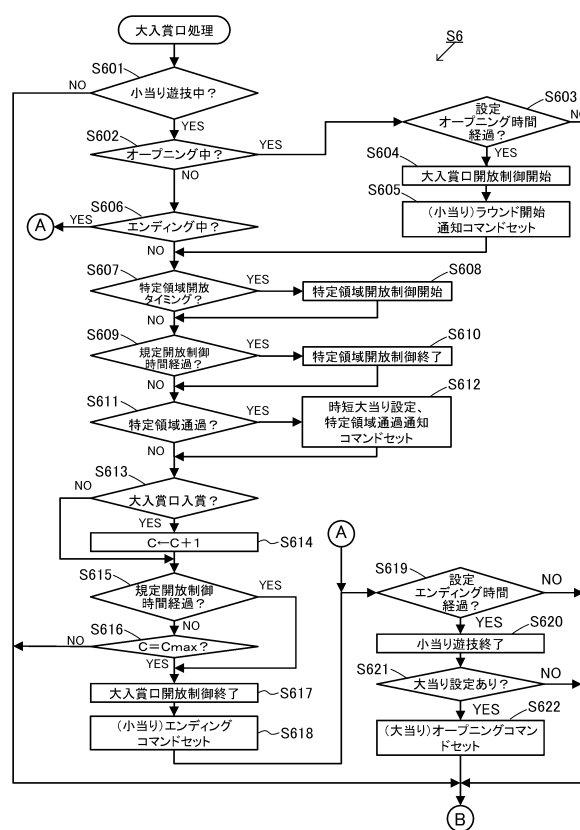 大入賞口処理
S6
S601
小当り遊技中？
NO
YES
S602
オープニング中？
YES
NO
S603
設定
オープニング時間
経過？
NO
YES
S604
大入賞口開放制御開始
S605
(小当り)ラウンド開始
通知コマンドセット
S606
エンディング中？
YES
A
NO
S607
特定領域開放
タイミング？
YES
NO
S608
特定領域開放制御開始
S609
規定開放制御
時間経過？
YES
NO
S610
特定領域開放制御終了
S611
特定領域通過？
YES
NO
S612
時短大当り設定、
特定領域通過通知
コマンドセット
S613
大入賞口入賞？
NO
YES
S614
C←C＋1
S615
規定開放制御
時間経過？
YES
NO
S616
C＝Cmax？
NO
YES
S617
大入賞口開放制御終了
S618
(小当り)エンディング
コマンドセット
A
S619
設定
エンディング時間
経過？
NO
YES
S620
小当り遊技終了
S621
大当り設定あり？
NO
YES
S622
(大当り)オープニングコマン
ドセット
B